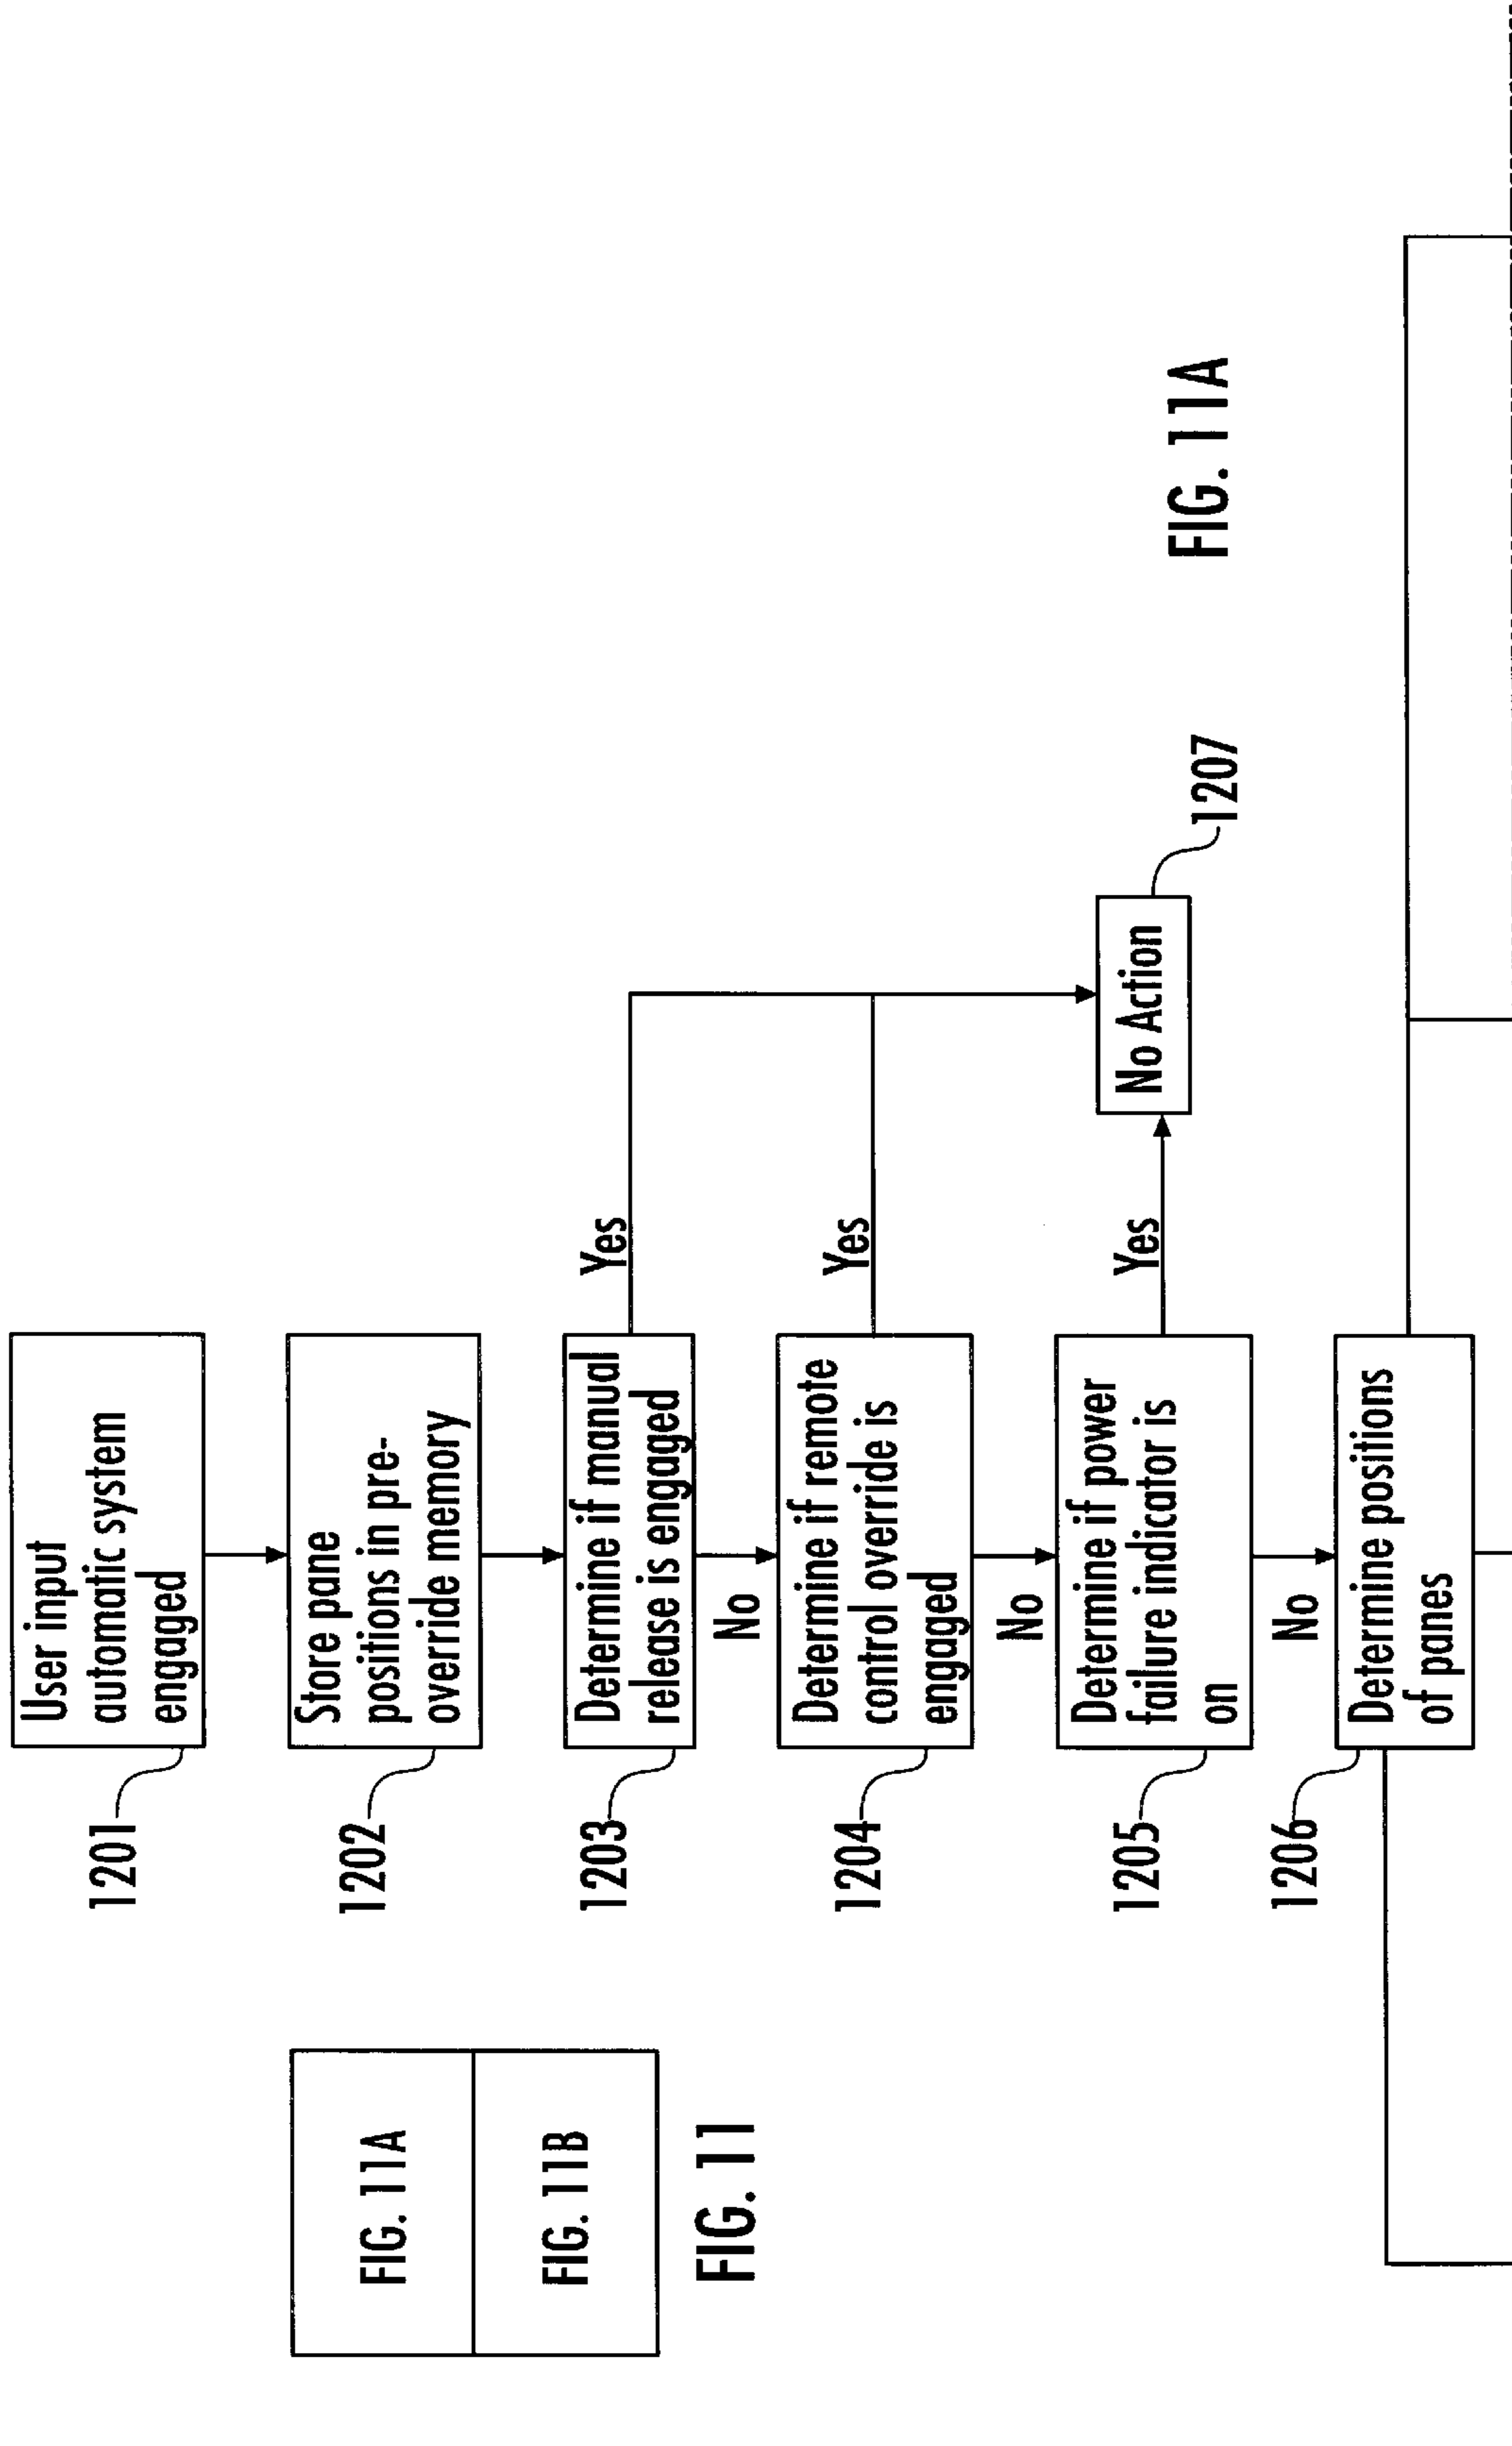 1201
User input
automatic system
engaged
1202
Store pane
positions in pre-
override memory
1203
Determine if manual
release is engaged
Yes
No
1204
Determine if remote
control override is
engaged
Yes
No
1205
Determine if power
failure indicator is
on
Yes
No Action
1207
No
1206
Determine positions
of panes
FIG. 11A
FIG. 11B
FIG. 11
FIG. 11A